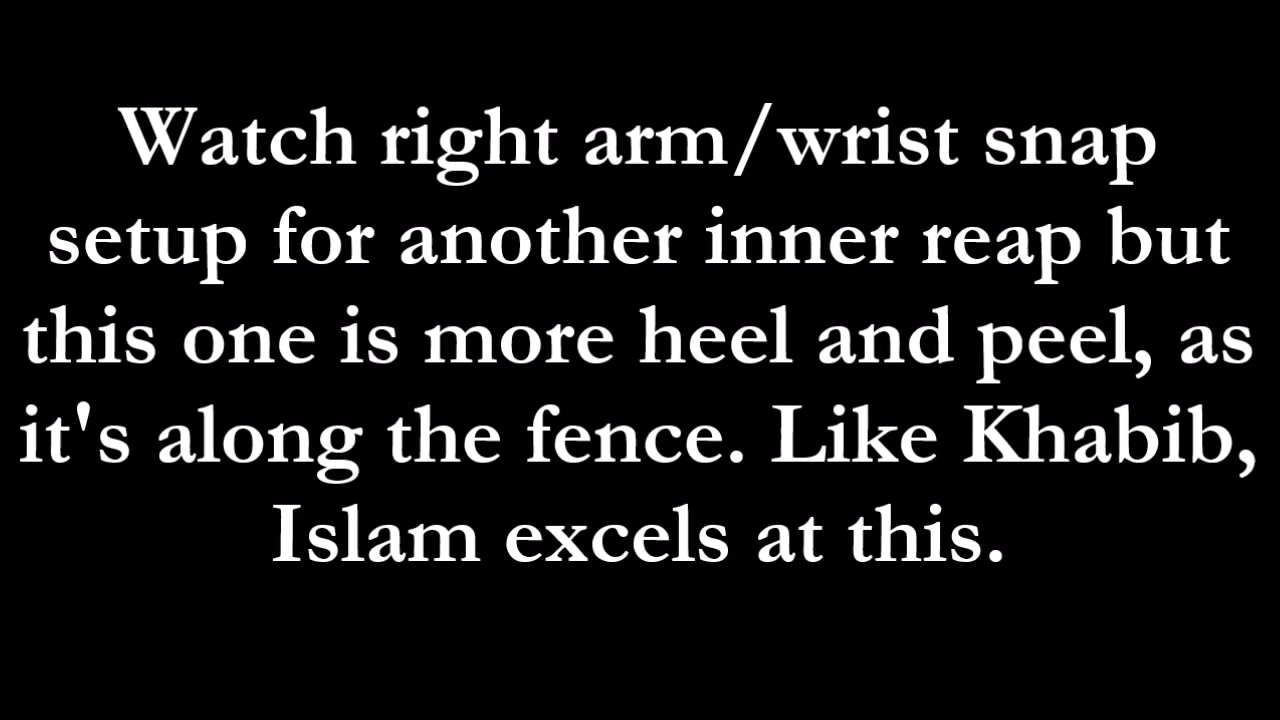 Watch right arm/wrist snap
setup for another inner reap but
this one is more heel and peel, as
it's along the fence. Like Khabib,
Islam excels at this.